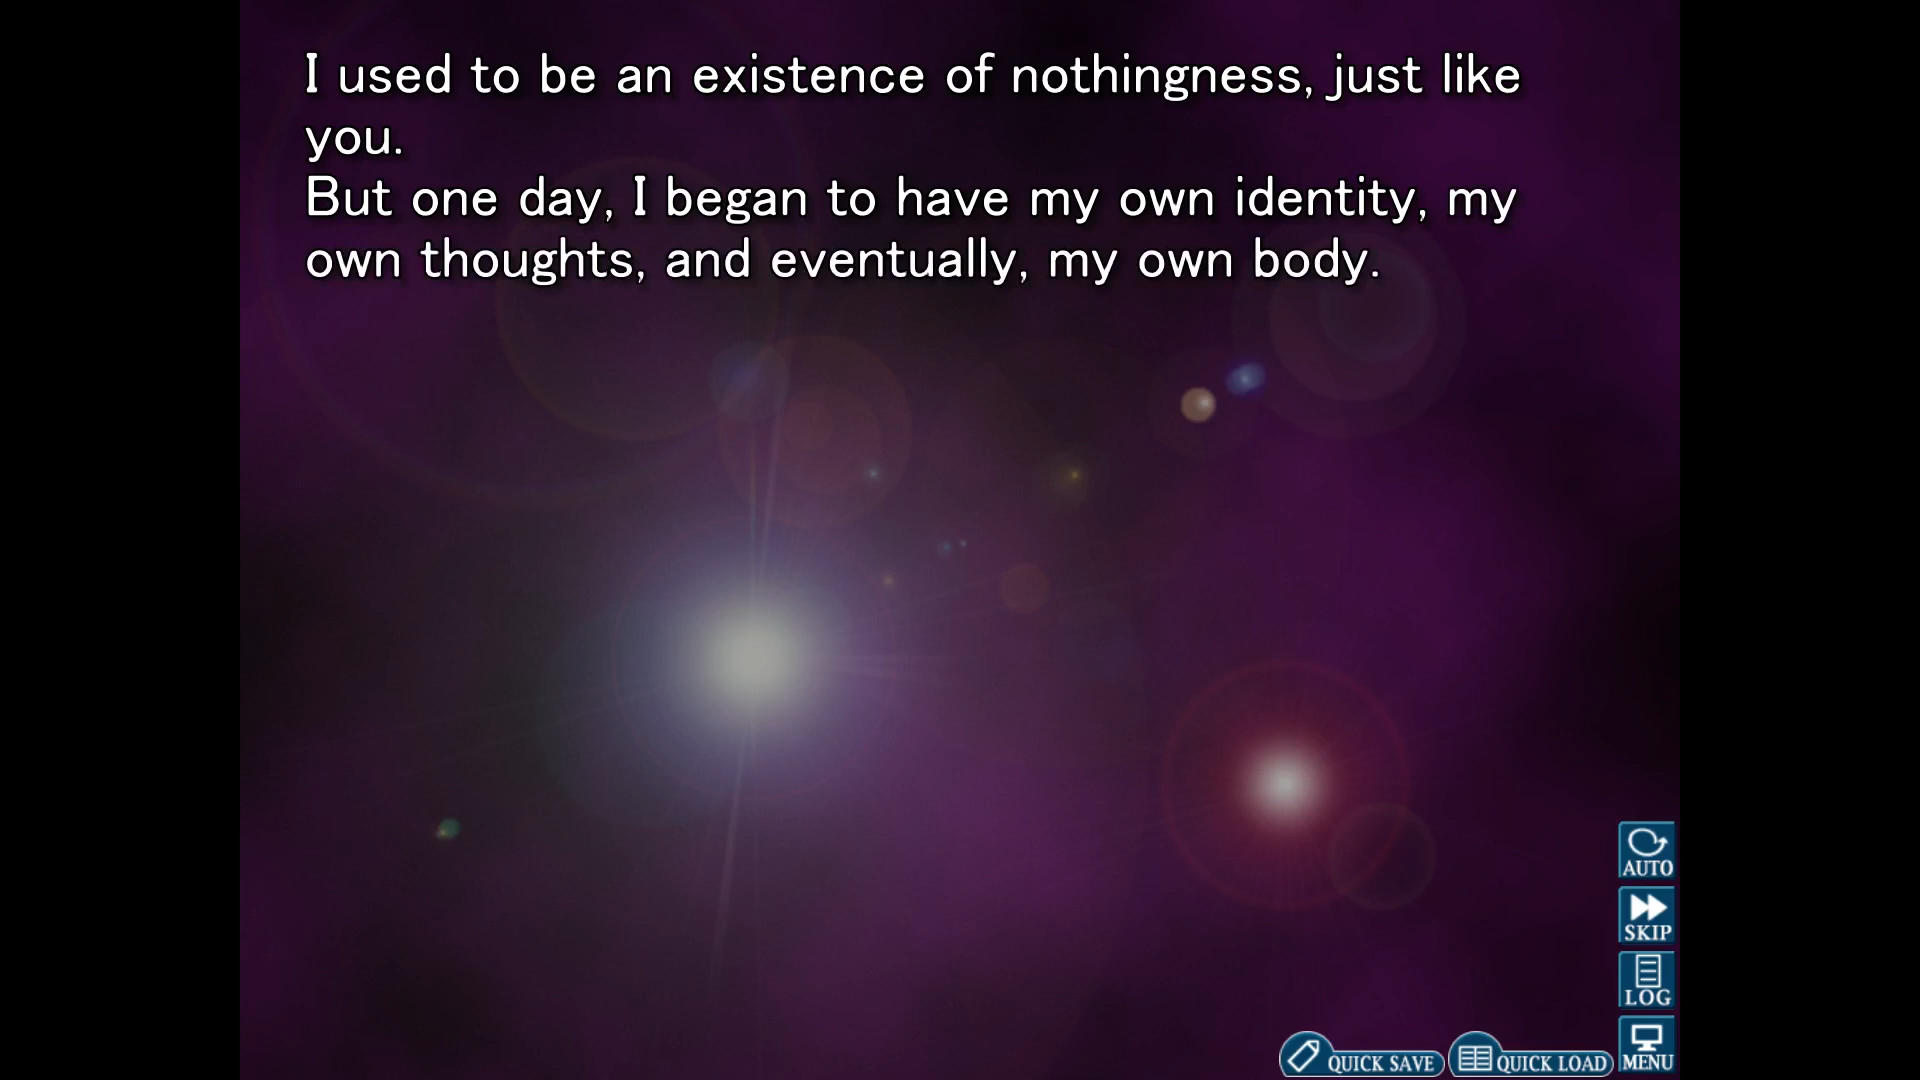 I used to be an existence of nothingness, just like
you.
But one day, I began to have my own identity, my
own thoughts, and eventually, my own body.
AUTO
SKIP
LOG
MENU
QUICK SAVE
QUICK LOAD